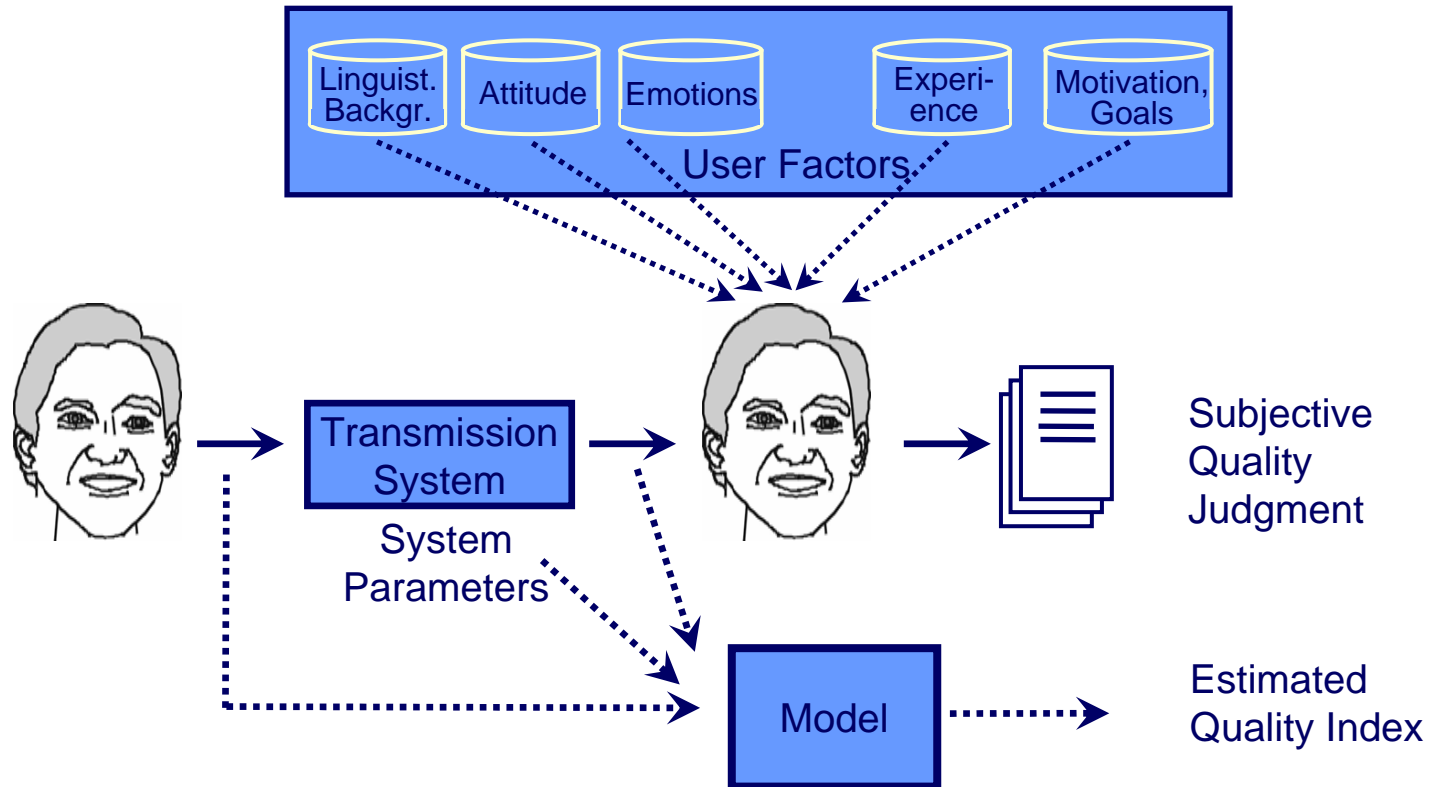 Linguist.
Backgr.
Attitude
Emotions
Experi-
ence
Motivation,
Goals
User Factors
Transmission
System
System
Parameters
Subjective
Quality
Judgment
Model
Estimated
Quality Index